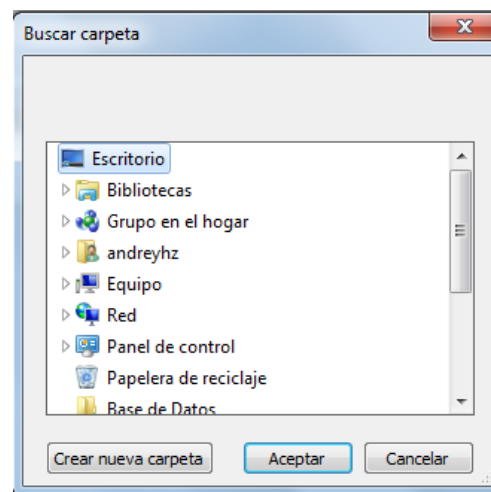 Buscar carpeta
Escritorio
Bibliotecas
Grupo en el hogar
andreyhz
Equipo
Red
Panel de control
Papelera de reciclaje
Base de Datos
Crear nueva carpeta
Aceptar
Cancelar